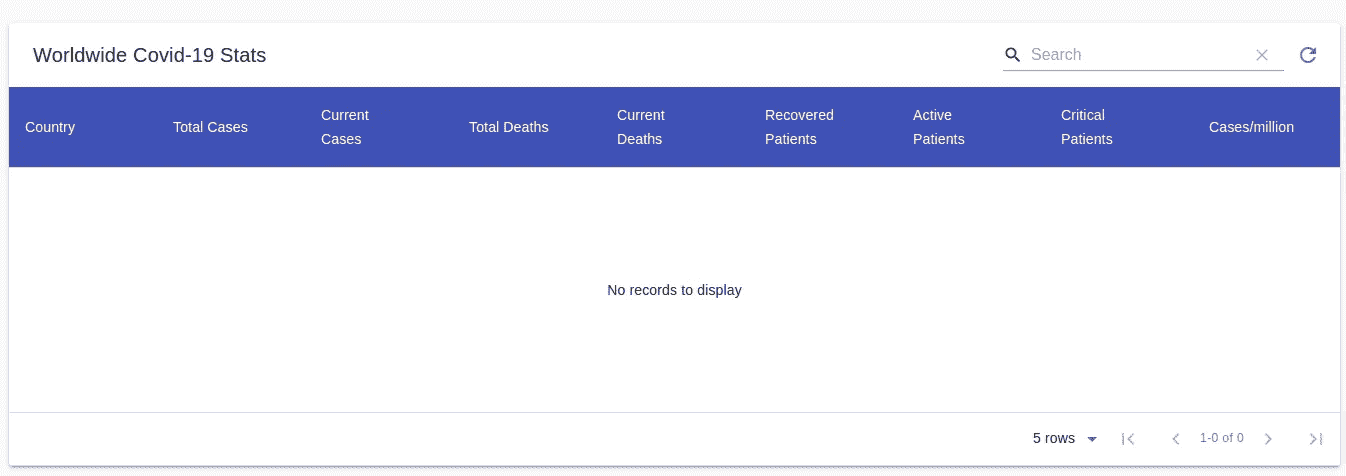 Worldwide Covid-19 Stats
Search
Country
Total Cases
Current
Cases
Total Deaths
Current
Deaths
Recovered
Patients
Active
Patients
Critical
Patients
Cases/million
No records to display
5 rows
1-0 of 0